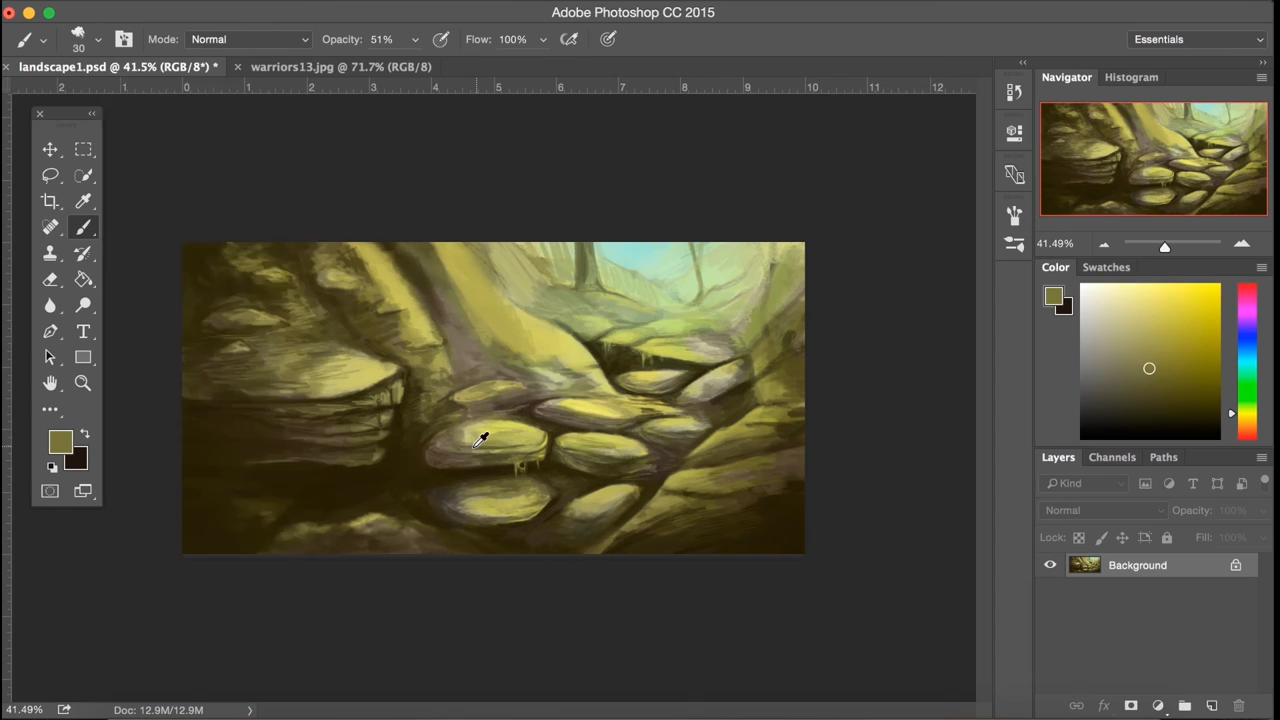 Adobe Photoshop CC 2015
30 Mode: Normal Opacity: 51% Flow: 100% Essentials
× landscape1.psd @ 41.5% (RGB/8*) * × warriors13.jpg @ 71.7% (RGB/8)
2 1 0 1 2 3 4 5 6 7 8 9 10 11 12
Navigator Histogram
41.49%
Color Swatches
Layers Channels Paths
Kind
Normal Opacity: 100%
Lock: Fill: 100%
Background
fx
41.49% Doc: 12.9M/12.9M